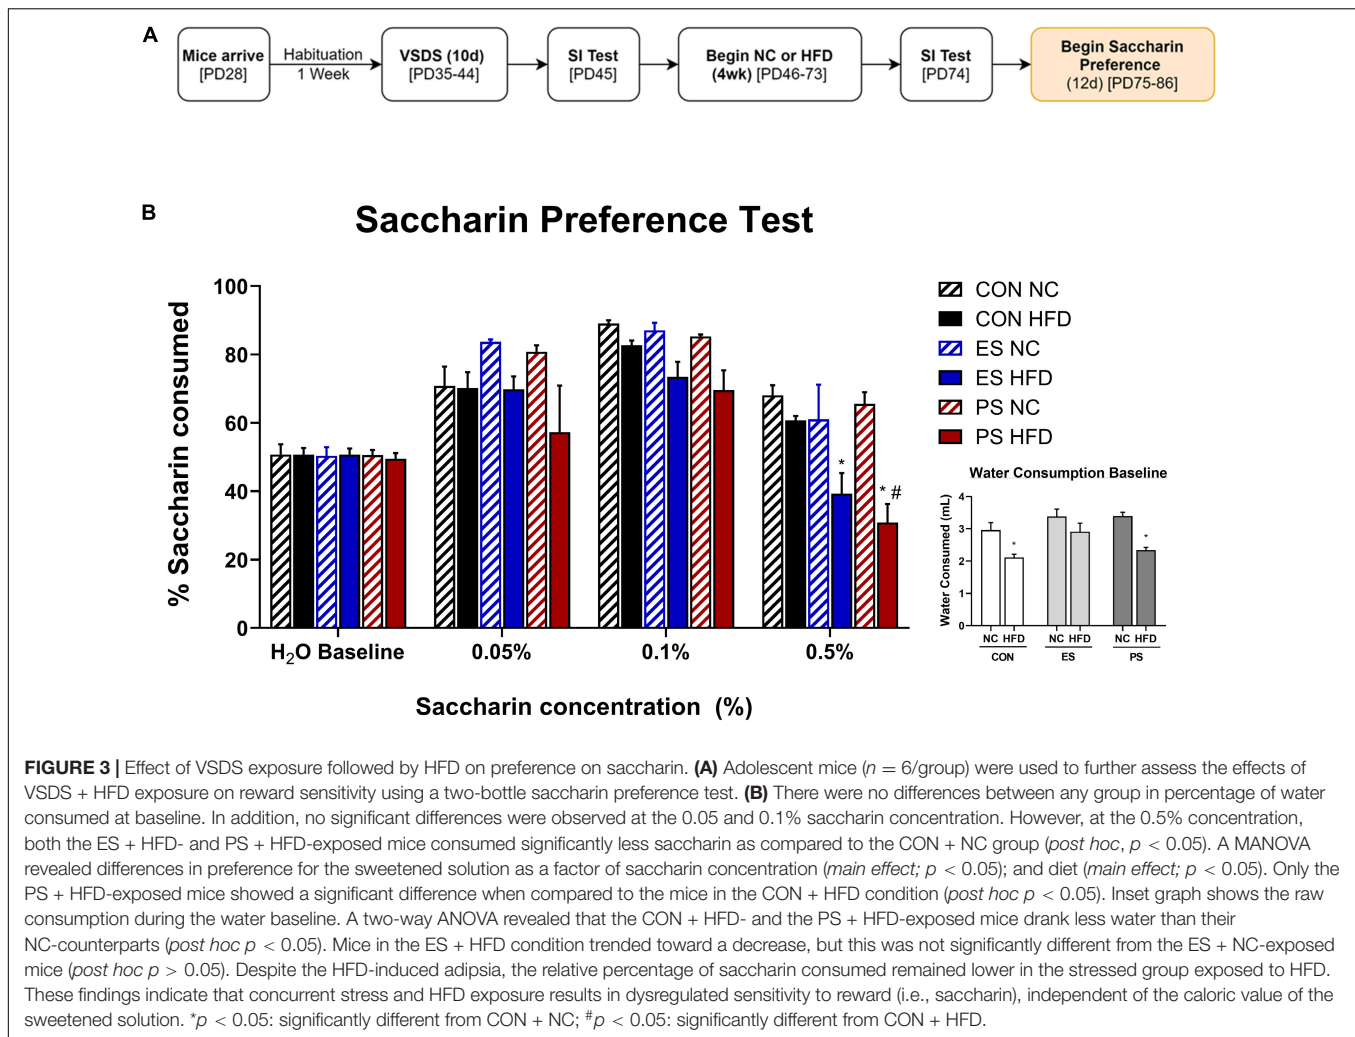 A
Mice arrive
[PD28]
Habituation
1 Week
VSDS (10d)
[PD35-44]
SI Test
[PD45]
Begin NC or HFD
(4wk) [PD46-73]
SI Test
[PD74]
Begin Saccharin
Preference
(12d) [PD75-86]
B
Saccharin Preference Test
% Saccharin consumed
100
80
60
40
20
0
*
* #
H₂O Baseline
0.05%
0.1%
0.5%
Saccharin concentration (%)
CON NC
CON HFD
ES NC
ES HFD
PS NC
PS HFD
Water Consumption Baseline
Water Consumed (mL)
4
3
2
1
0
*
*
NC HFD
NC HFD
NC HFD
CON
ES
PS
FIGURE 3 | Effect of VSDS exposure followed by HFD on preference on saccharin. (A) Adolescent mice (n = 6/group) were used to further assess the effects of
VSDS + HFD exposure on reward sensitivity using a two-bottle saccharin preference test. (B) There were no differences between any group in percentage of water
consumed at baseline. In addition, no significant differences were observed at the 0.05 and 0.1% saccharin concentration. However, at the 0.5% concentration,
both the ES + HFD- and PS + HFD-exposed mice consumed significantly less saccharin as compared to the CON + NC group (post hoc, p < 0.05). A MANOVA
revealed differences in preference for the sweetened solution as a factor of saccharin concentration (main effect; p < 0.05); and diet (main effect; p < 0.05). Only the
PS + HFD-exposed mice showed a significant difference when compared to the mice in the CON + HFD condition (post hoc p < 0.05). Inset graph shows the raw
consumption during the water baseline. A two-way ANOVA revealed that the CON + HFD- and the PS + HFD-exposed mice drank less water than their
NC-counterparts (post hoc p < 0.05). Mice in the ES + HFD condition trended toward a decrease, but this was not significantly different from the ES + NC-exposed
mice (post hoc p > 0.05). Despite the HFD-induced adipsia, the relative percentage of saccharin consumed remained lower in the stressed group exposed to HFD.
These findings indicate that concurrent stress and HFD exposure results in dysregulated sensitivity to reward (i.e., saccharin), independent of the caloric value of the
sweetened solution. *p < 0.05: significantly different from CON + NC; #p < 0.05: significantly different from CON + HFD.